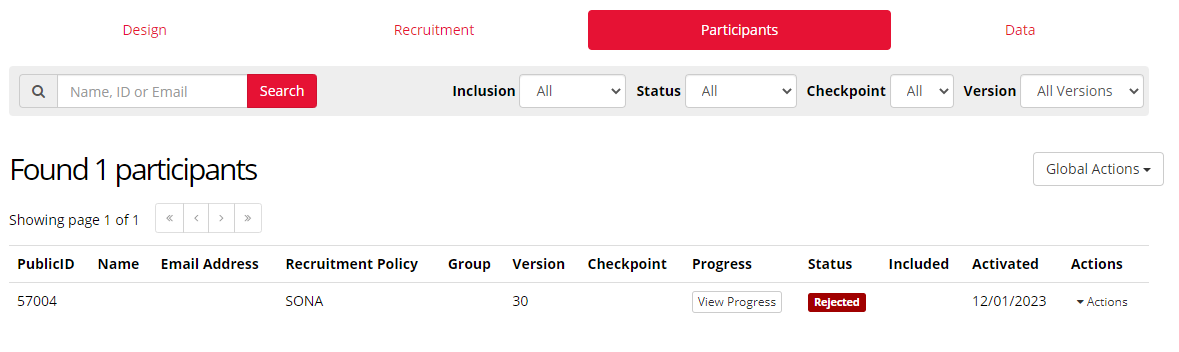 Design Recruitment Participants Data
Name, ID or Email Search Inclusion All Status All Checkpoint All Version All Versions
Found 1 participants Global Actions
Showing page 1 of 1 « ‹ › »
PublicID Name Email Address Recruitment Policy Group Version Checkpoint Progress Status Included Activated Actions
57004 SONA 30 View Progress Rejected 12/01/2023 Actions